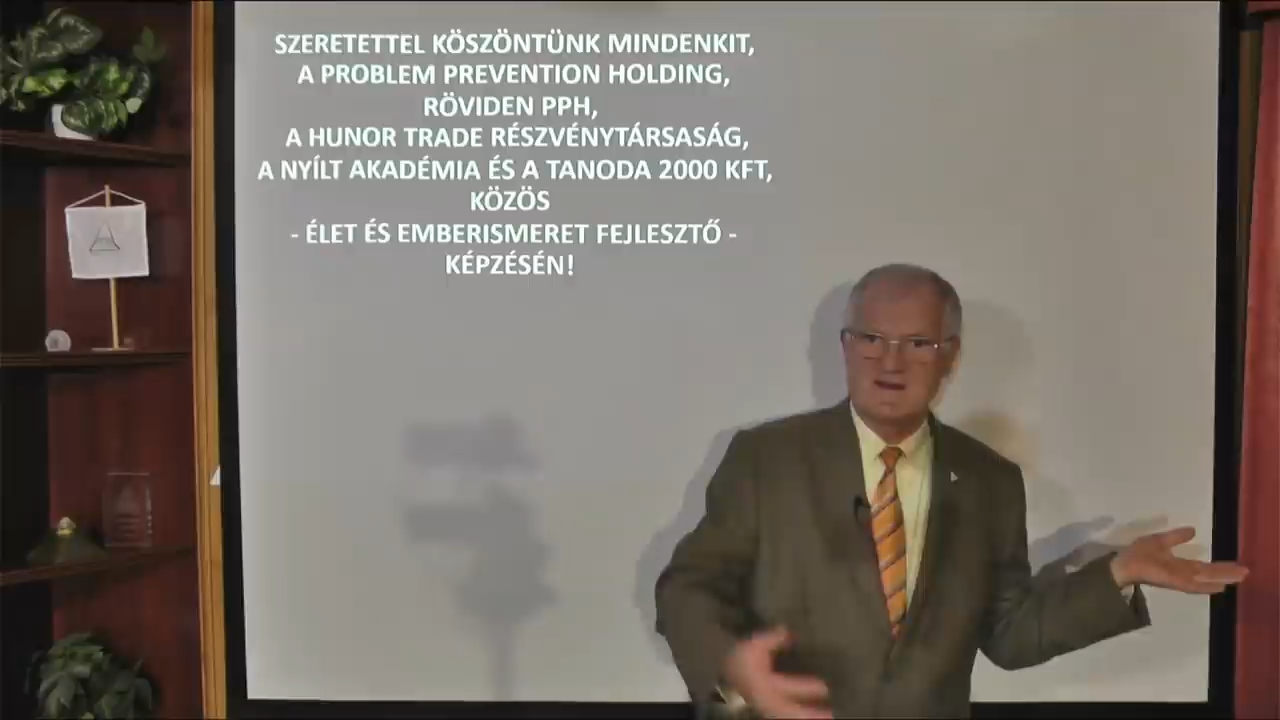 SZERETETTEL KÖSZÖNTÜNK MINDENKIT,
A PROBLEM PREVENTION HOLDING,
RÖVIDEN PPH,
A HUNOR TRADE RÉSZVÉNYTÁRSASÁG,
A NYÍLT AKADÉMIA ÉS A TANODA 2000 KFT,
KÖZÖS
- ÉLET ÉS EMBERISMERET FEJLESZTŐ -
KÉPZÉSÉN!